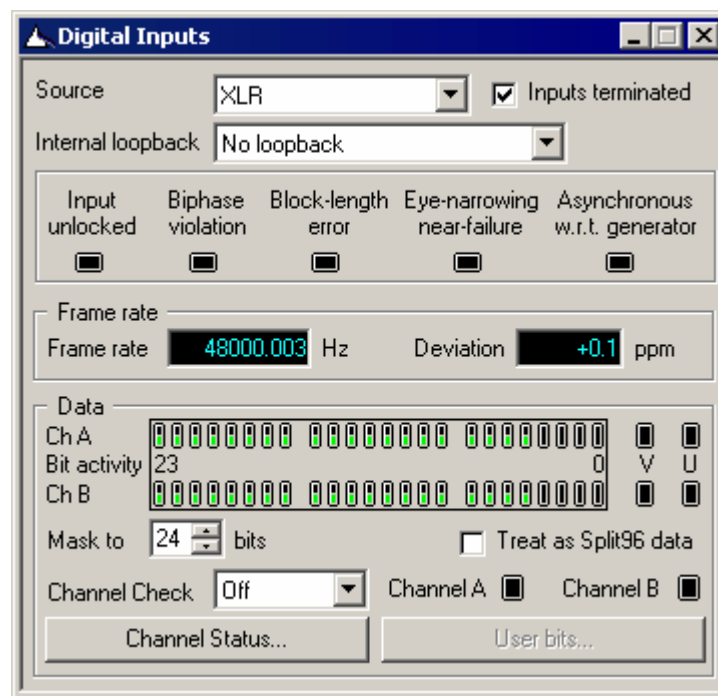 Digital Inputs
Source XLR Inputs terminated
Internal loopback No loopback
Input Biphase Block-length Eye-narrowing Asynchronous
unlocked violation error near-failure w.r.t. generator
Frame rate
Frame rate 48000.003 Hz Deviation +0.1 ppm
Data
Ch A
Bit activity 23 0 V U
Ch B
Mask to 24 bits Treat as Split96 data
Channel Check Off Channel A Channel B
Channel Status... User bits...